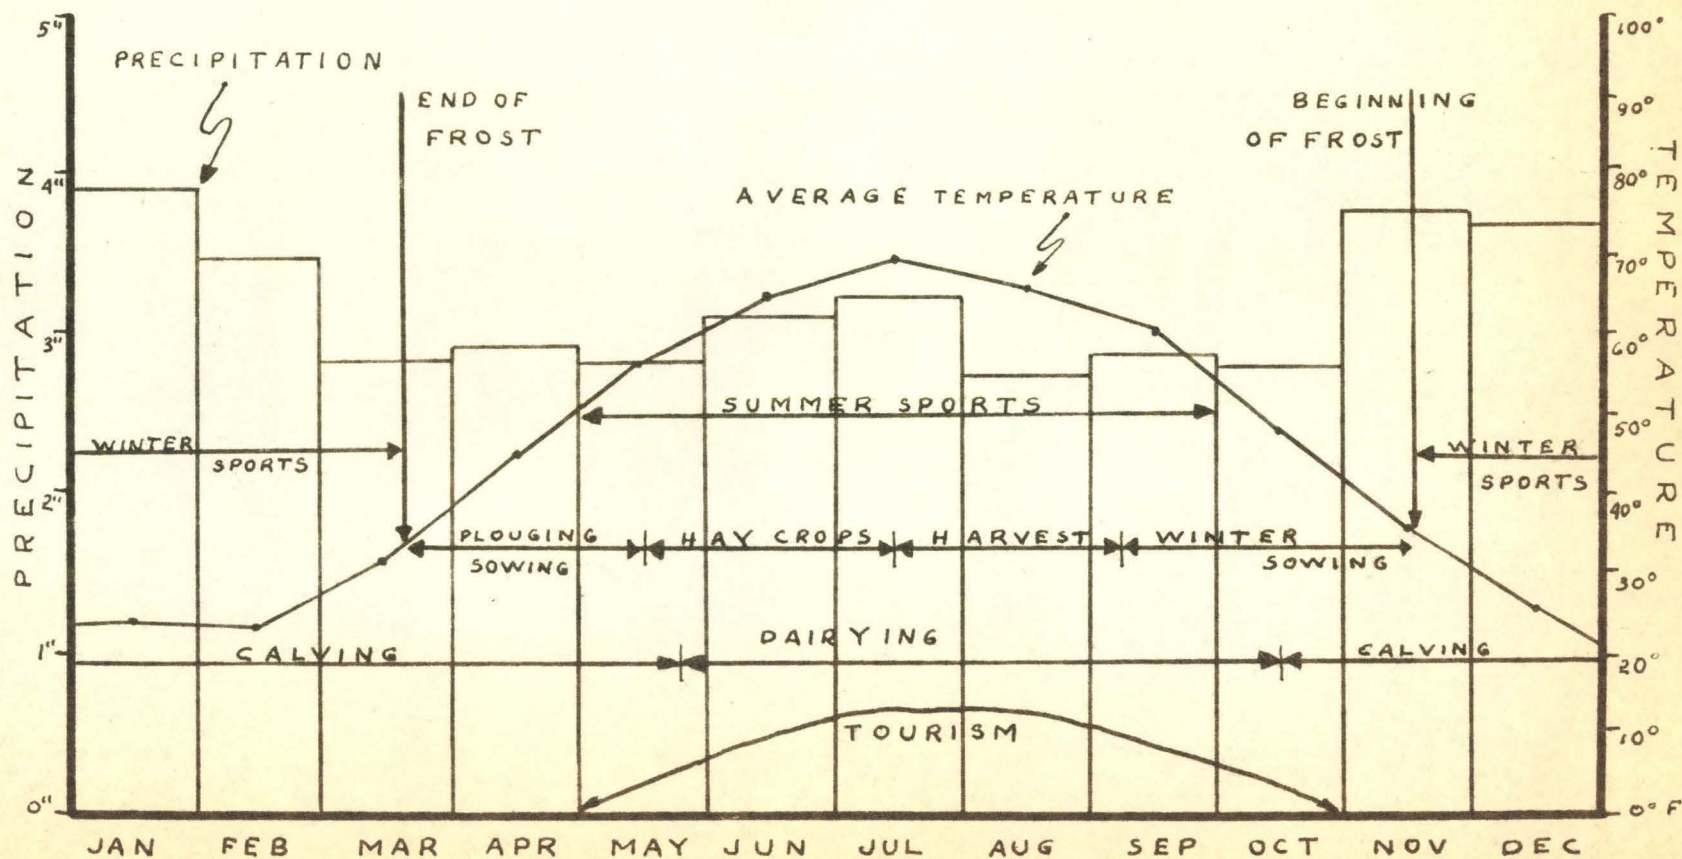 5"
4"
3"
2"
1"
0"
PRECIPITATION
PRECIPITATION
END OF
FROST
BEGINNING
OF FROST
AVERAGE TEMPERATURE
SUMMER SPORTS
WINTER
SPORTS
WINTER
SPORTS
PLOUGING
SOWING
HAY CROPS
HARVEST
WINTER
SOWING
CALVING
DAIRYING
CALVING
TOURISM
100°
90°
80°
70°
60°
50°
40°
30°
20°
10°
0° F
TEMPERATURE
JAN FEB MAR APR MAY JUN JUL AUG SEP OCT NOV DEC